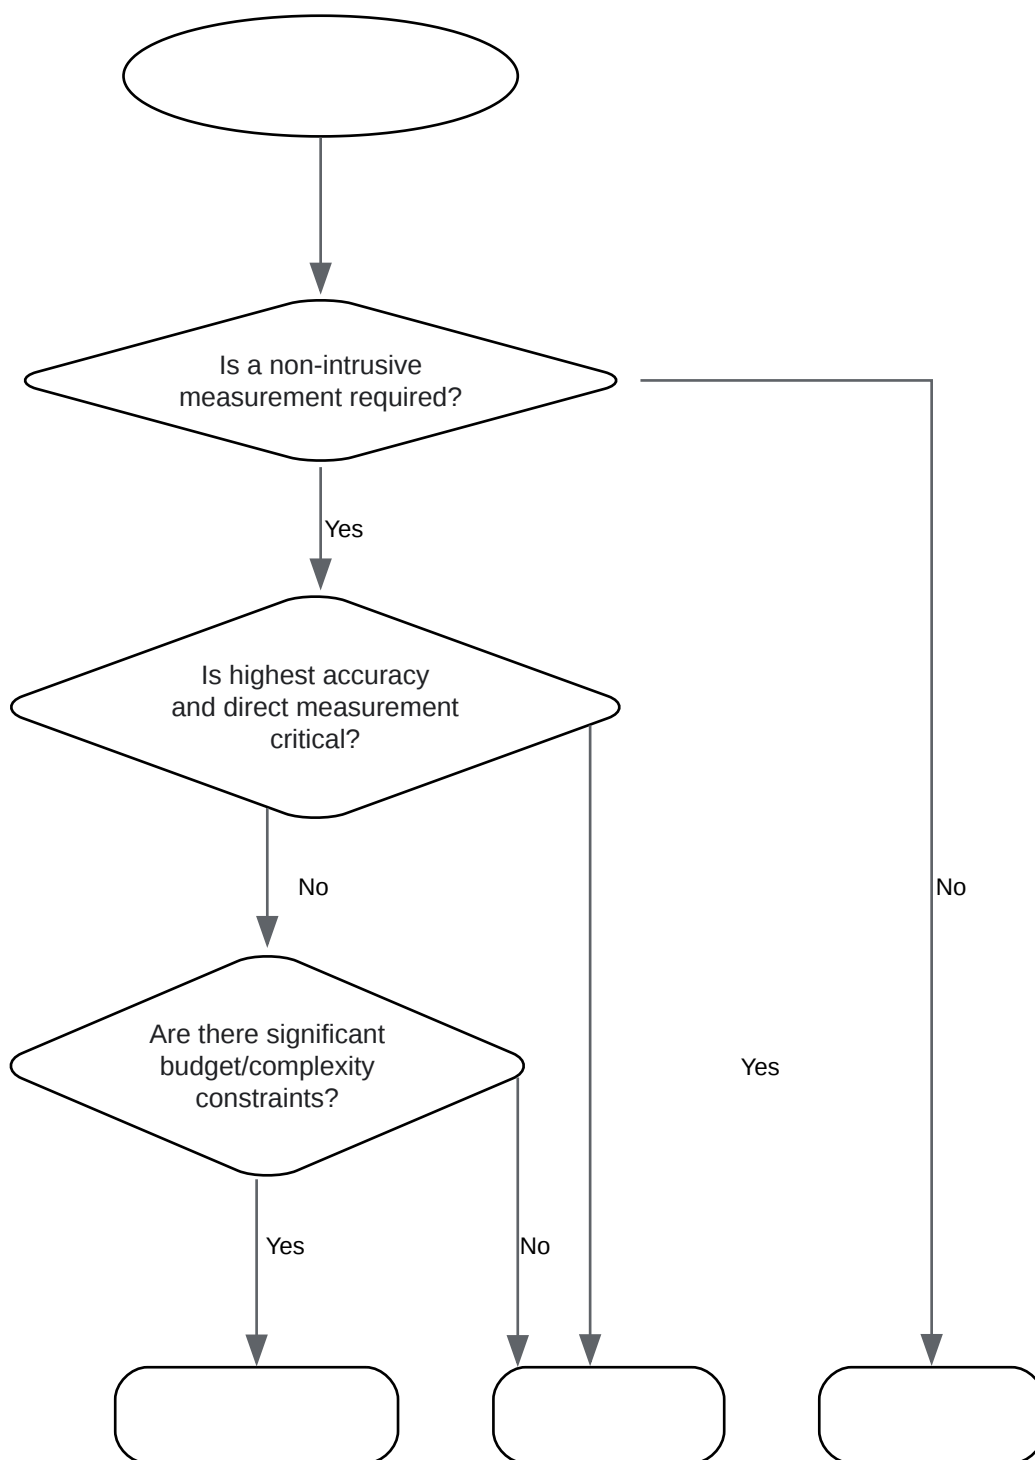 Is a non-intrusive
measurement required?
Yes
Is highest accuracy
and direct measurement
critical?
No
No
Are there significant
budget/complexity
constraints?
Yes
Yes
No